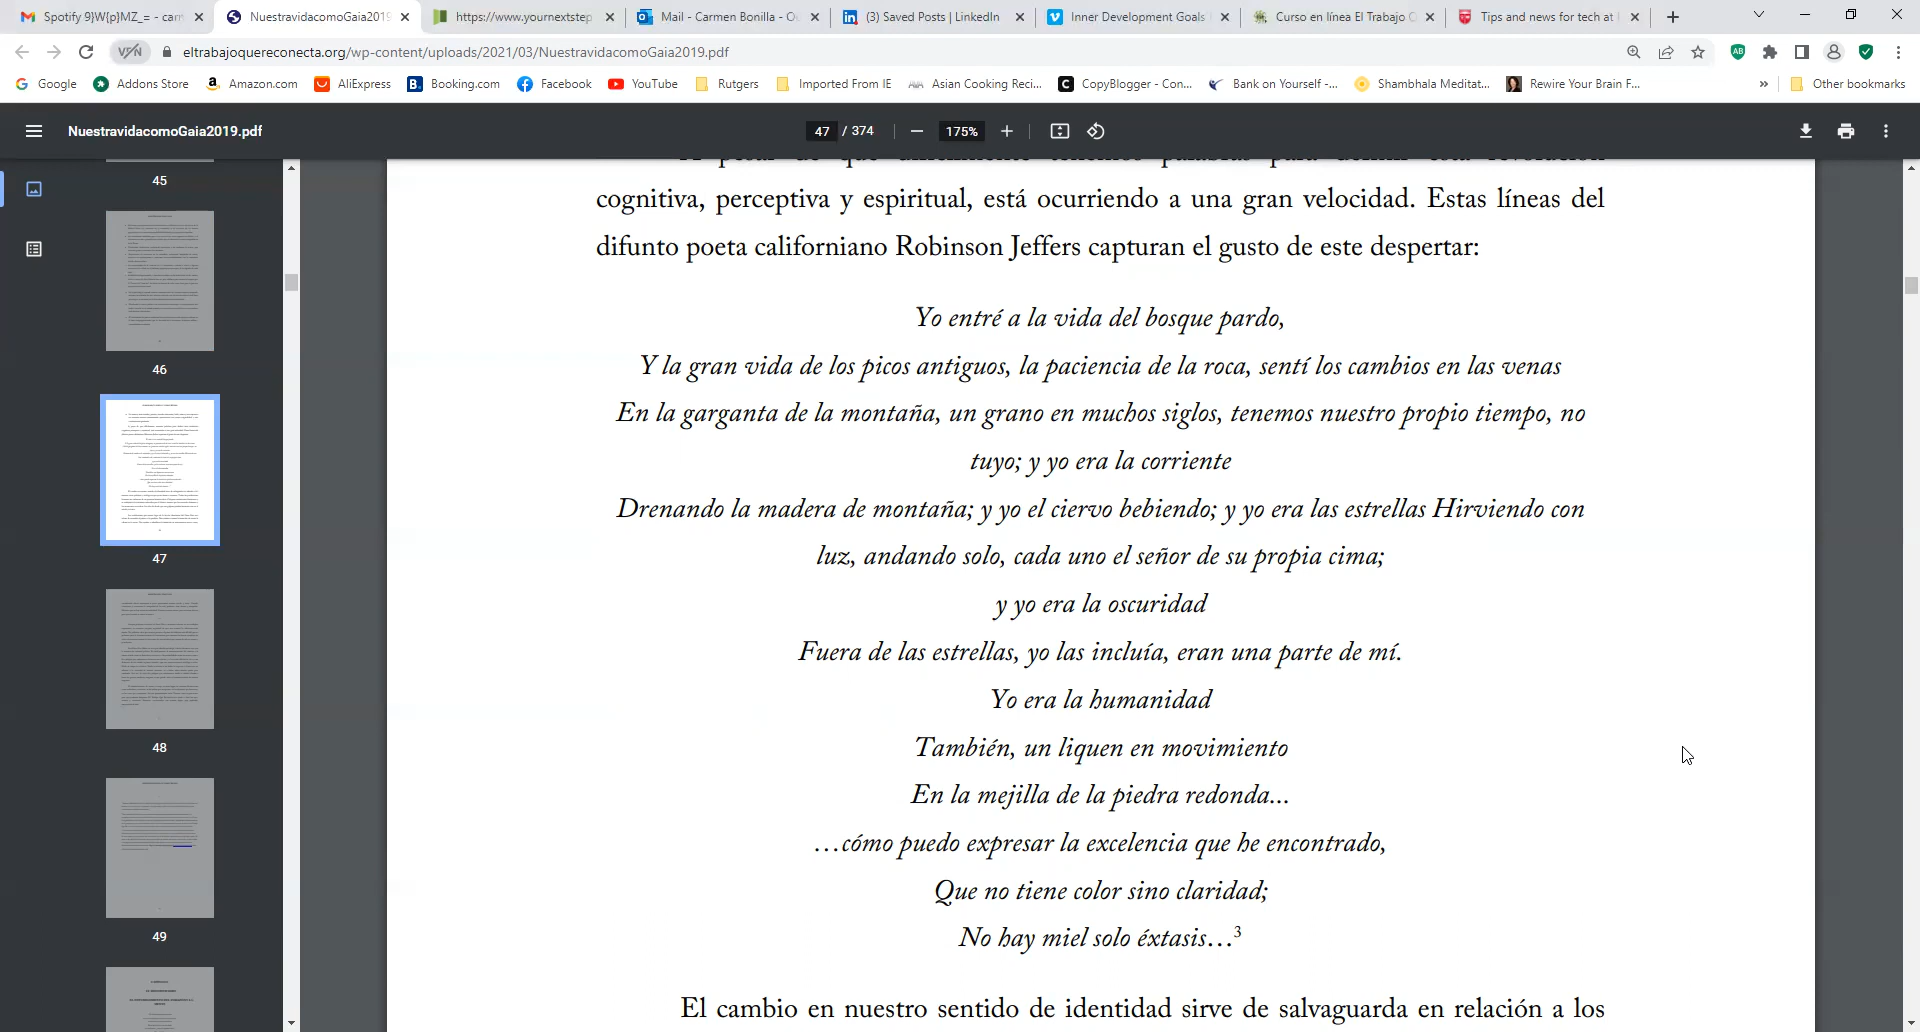 Spotify 9}W{p}MZ_= - can
NuestravidacomoGaia2019
https://www.yournextstep
Mail - Carmen Bonilla - O
(3) Saved Posts | LinkedIn
Inner Development Goals
Curso en línea El Trabajo
Tips and news for tech at
VPN
eltrabajoquereconecta.org/wp-content/uploads/2021/03/NuestravidacomoGaia2019.pdf
Google
Addons Store
Amazon.com
AliExpress
Booking.com
Facebook
YouTube
Rutgers
Imported From IE
Asian Cooking Reci...
CopyBlogger - Con...
Bank on Yourself -...
Shambhala Meditat...
Rewire Your Brain F...
»
Other bookmarks
NuestravidacomoGaia2019.pdf
47 / 374
175%
45
46
47
48
49
A pesar de que difícilmente tenemos palabras para definir esta revolución
cognitiva, perceptiva y espiritual, está ocurriendo a una gran velocidad. Estas líneas del
difunto poeta californiano Robinson Jeffers capturan el gusto de este despertar:
Yo entré a la vida del bosque pardo,
Y la gran vida de los picos antiguos, la paciencia de la roca, sentí los cambios en las venas
En la garganta de la montaña, un grano en muchos siglos, tenemos nuestro propio tiempo, no
tuyo; y yo era la corriente
Drenando la madera de montaña; y yo el ciervo bebiendo; y yo era las estrellas Hirviendo con
luz, andando solo, cada uno el señor de su propia cima;
y yo era la oscuridad
Fuera de las estrellas, yo las incluía, eran una parte de mí.
Yo era la humanidad
También, un liquen en movimiento
En la mejilla de la piedra redonda...
…cómo puedo expresar la excelencia que he encontrado,
Que no tiene color sino claridad;
No hay miel solo éxtasis…³
El cambio en nuestro sentido de identidad sirve de salvaguarda en relación a los